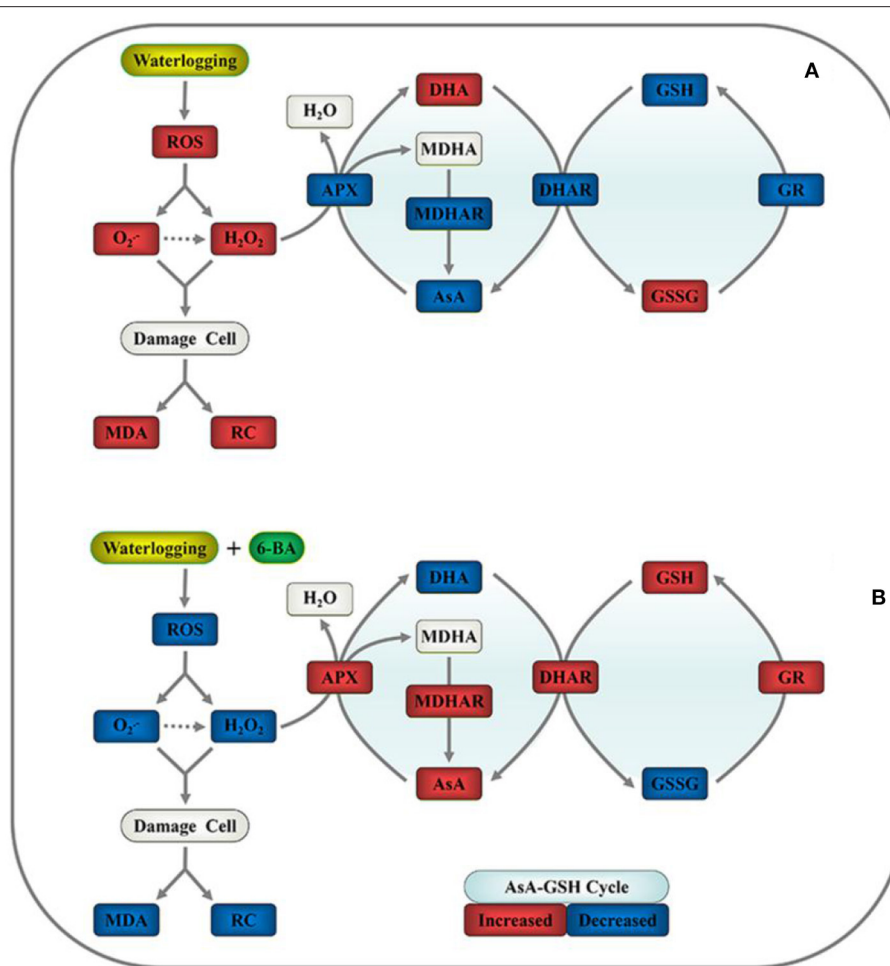 A
Waterlogging
ROS
O₂·⁻
H₂O₂
Damage Cell
MDA
RC
H₂O
APX
DHA
MDHA
MDHAR
AsA
DHAR
GSH
GR
GSSG
B
Waterlogging + 6-BA
ROS
O₂·⁻
H₂O₂
Damage Cell
MDA
RC
H₂O
APX
DHA
MDHA
MDHAR
AsA
DHAR
GSH
GR
GSSG
AsA-GSH Cycle
Increased
Decreased